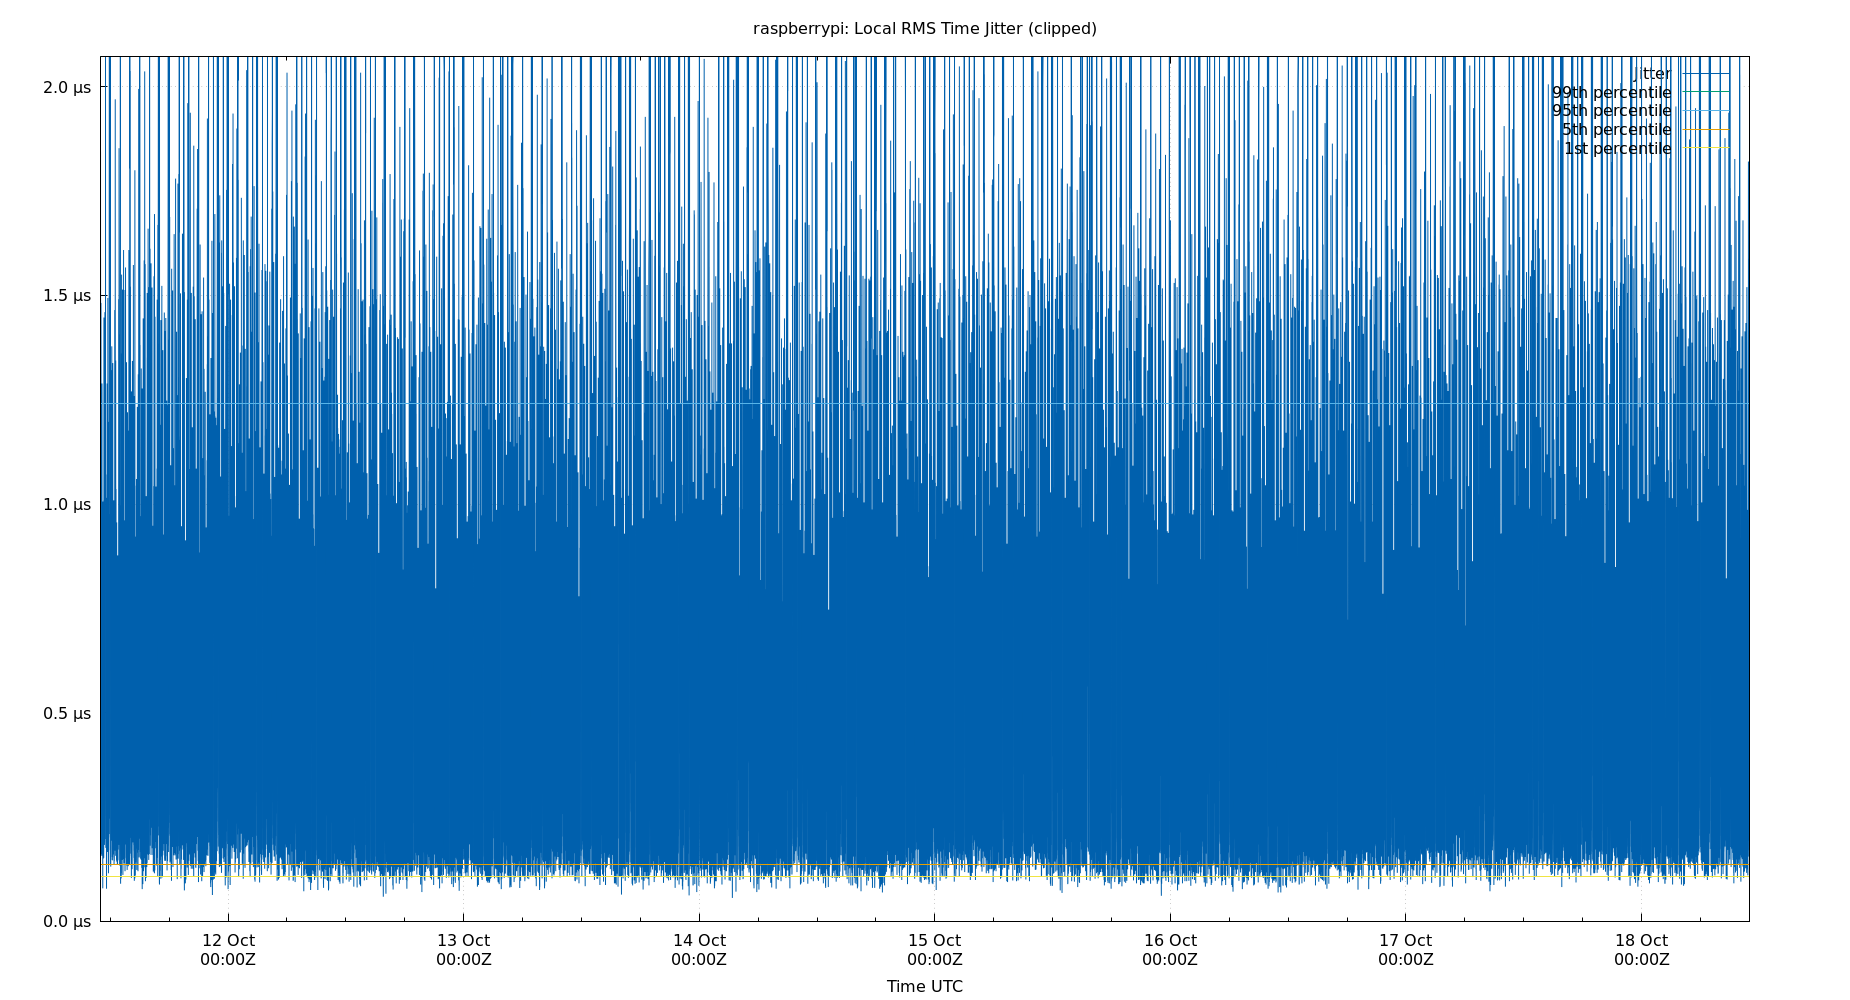 raspberrypi: Local RMS Time Jitter (clipped)
2.0 µs
1.5 µs
1.0 µs
0.5 µs
0.0 µs
jitter
99th percentile
95th percentile
5th percentile
1st percentile
12 Oct 13 Oct 14 Oct 15 Oct 16 Oct 17 Oct 18 Oct
00:00Z 00:00Z 00:00Z 00:00Z 00:00Z 00:00Z 00:00Z
Time UTC